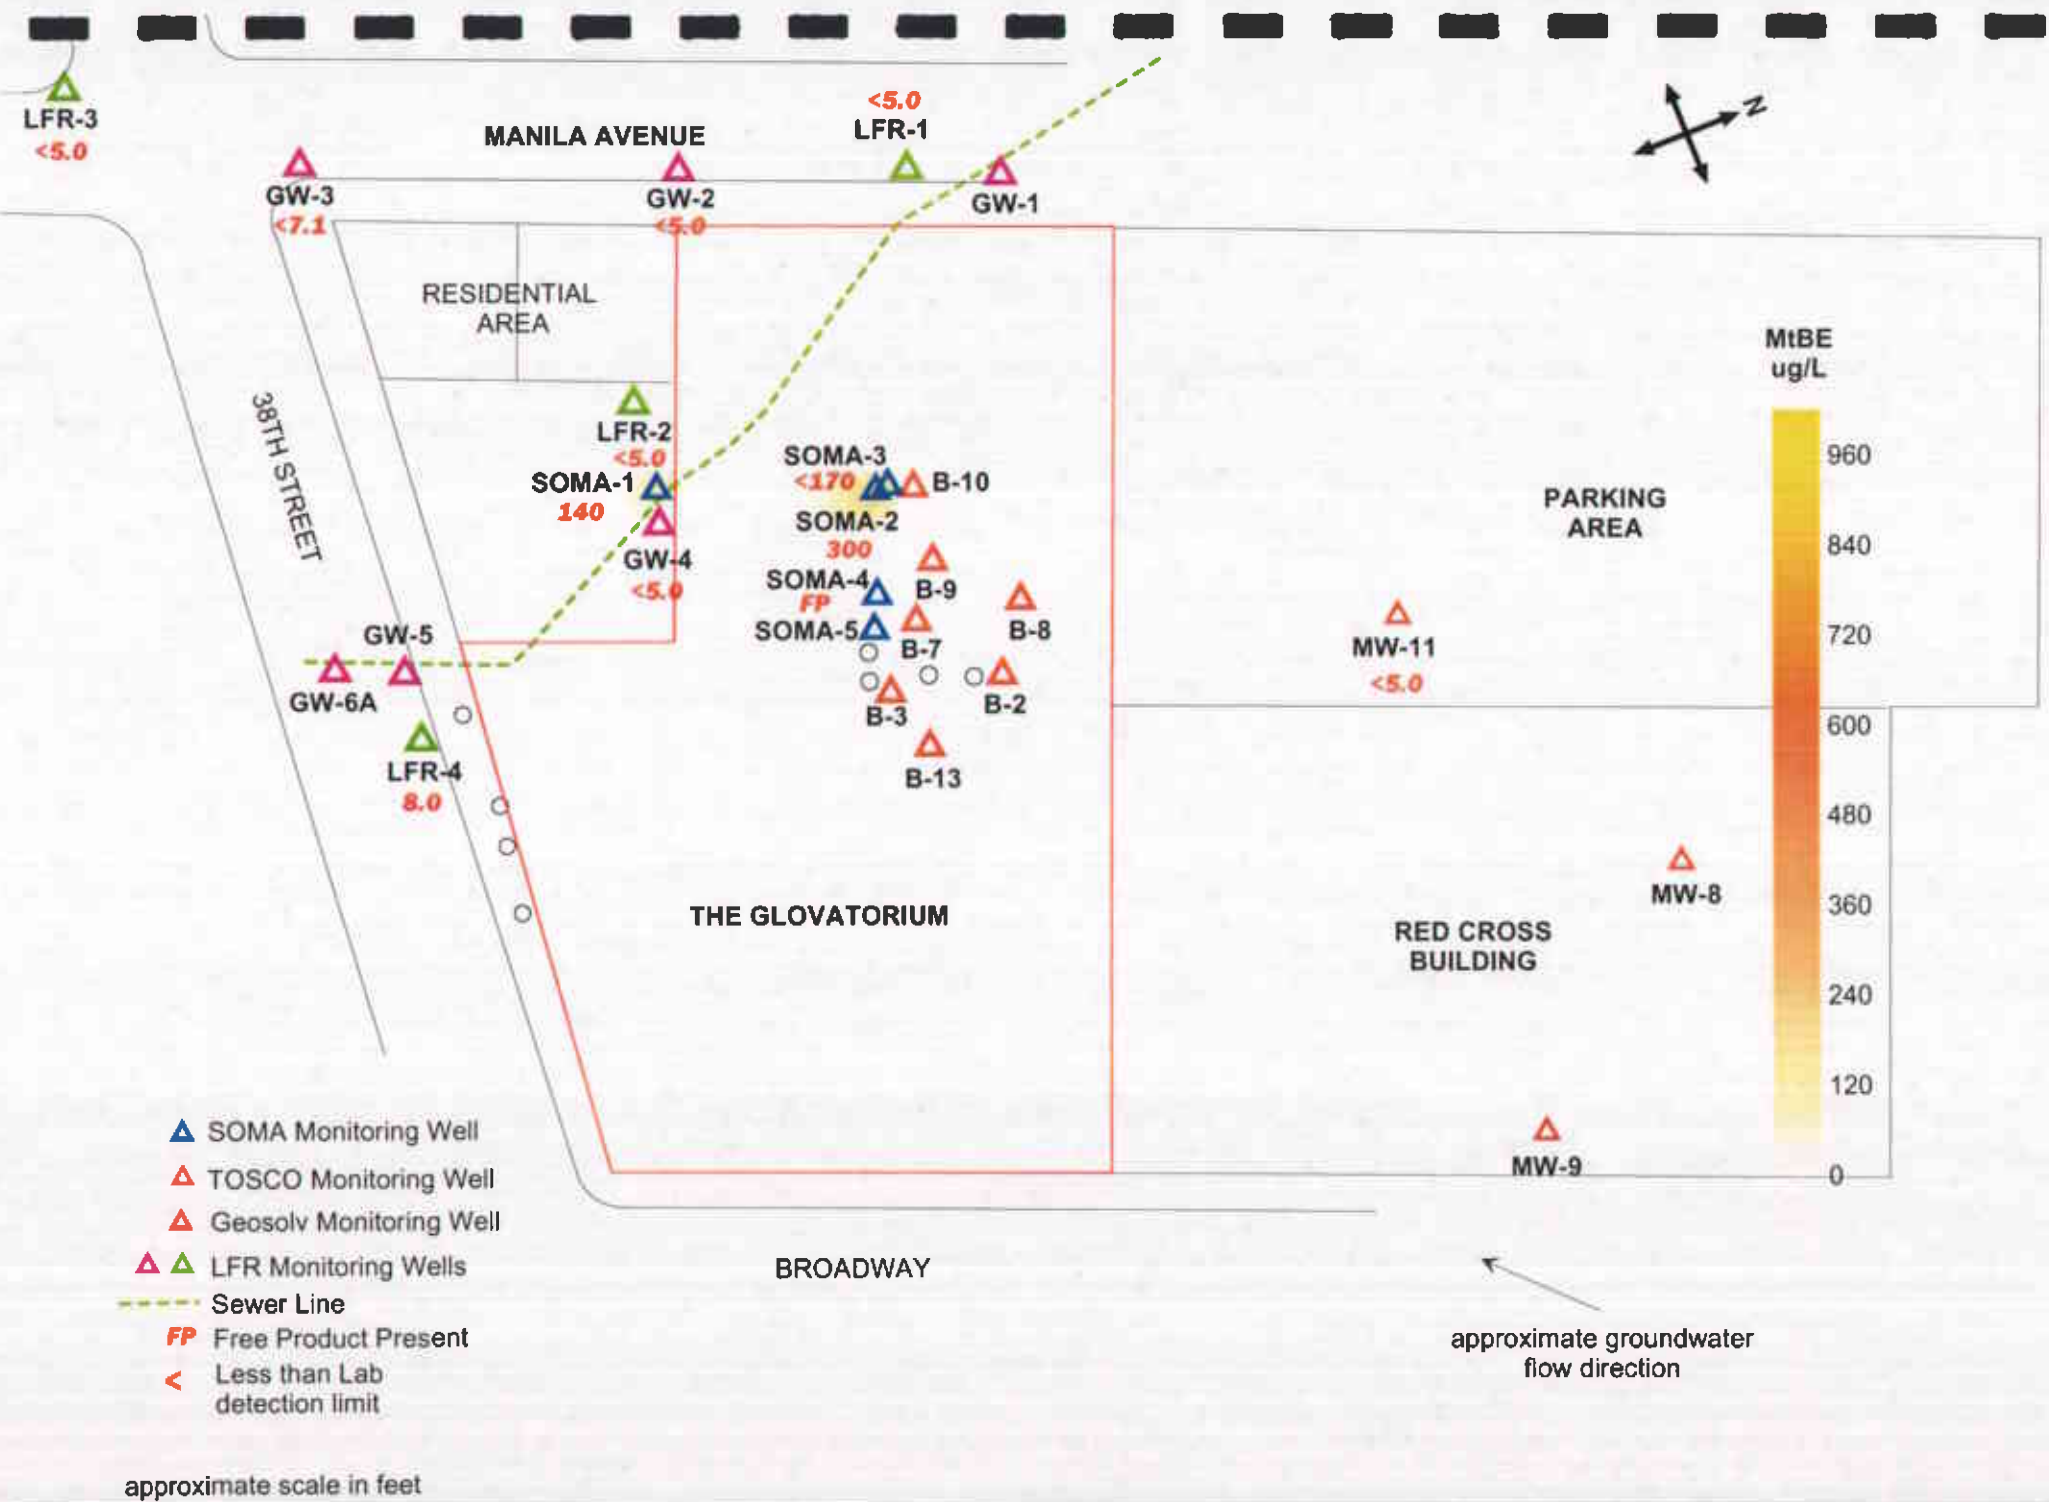 LFR-3
<5.0
MANILA AVENUE
<5.0
LFR-1
N
GW-3
<7.1
GW-2
<5.0
GW-1
RESIDENTIAL
AREA
MtBE
ug/L
38TH STREET
LFR-2
<5.0
SOMA-1
140
GW-4
<5.0
SOMA-3
<170
B-10
SOMA-2
300
SOMA-4
FP
B-9
SOMA-5
B-7
B-8
B-3
B-2
B-13
PARKING
AREA
MW-11
<5.0
960
840
720
600
480
360
240
120
0
GW-5
GW-6A
LFR-4
8.0
THE GLOVATORIUM
MW-8
RED CROSS
BUILDING
MW-9
SOMA Monitoring Well
TOSCO Monitoring Well
Geosolv Monitoring Well
LFR Monitoring Wells
Sewer Line
FP Free Product Present
< Less than Lab
detection limit
BROADWAY
approximate groundwater
flow direction
approximate scale in feet